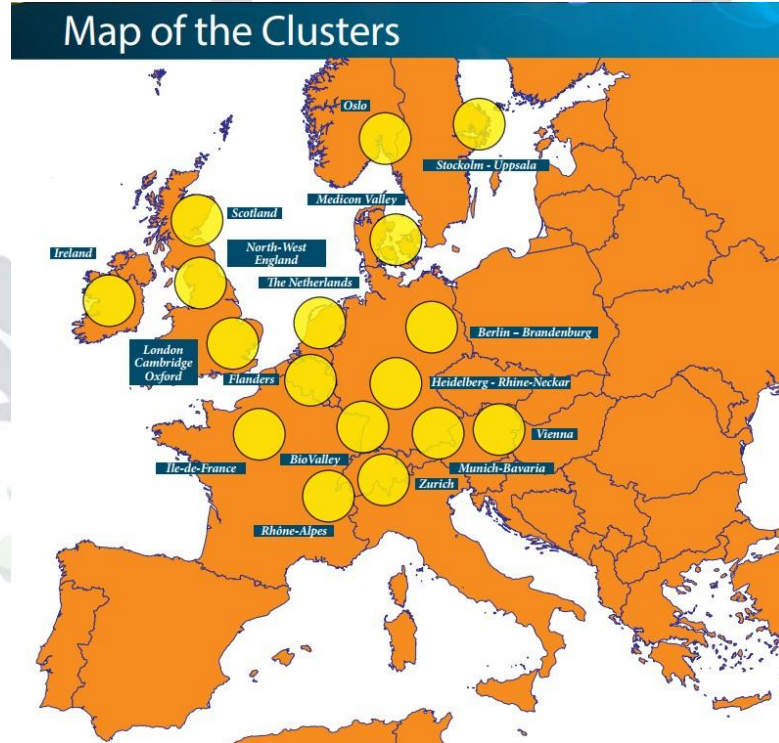 Map of the Clusters
Oslo
Stockolm - Uppsala
Medicon Valley
Scotland
Ireland
North-West
England
The Netherlands
Berlin – Brandenburg
London
Cambridge
Oxford
Flanders
Heidelberg - Rhine-Neckar
Vienna
Ile-de-France
BioValley
Munich-Bavaria
Zurich
Rhône-Alpes